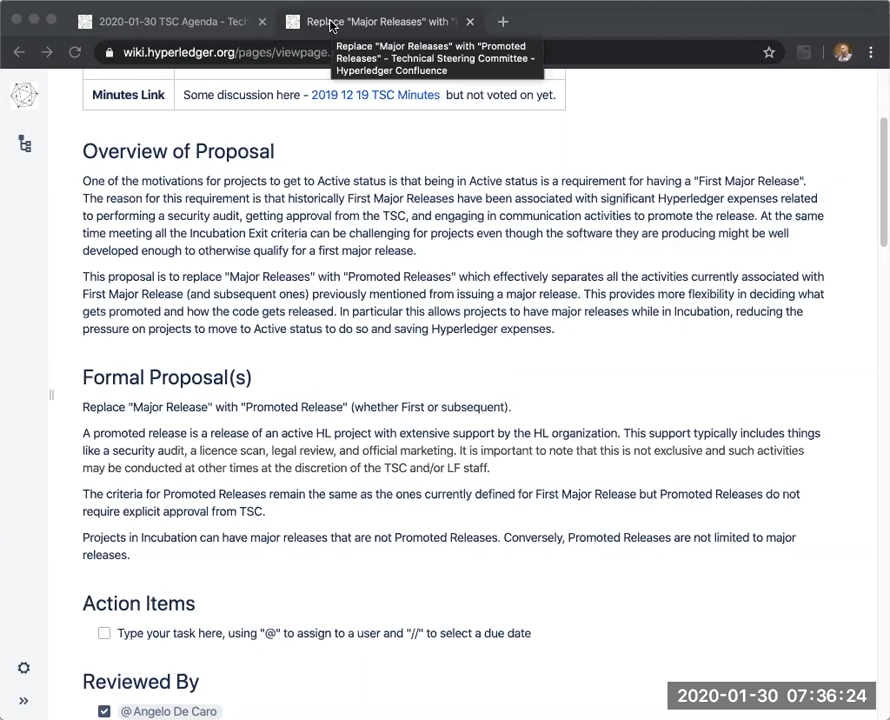 2020-01-30 TSC Agenda - Tech
Replace "Major Releases" with "
wiki.hyperledger.org/pages/viewpage.
Replace "Major Releases" with "Promoted
Releases" - Technical Steering Committee -
Hyperledger Confluence
Minutes Link
Some discussion here - 2019 12 19 TSC Minutes but not voted on yet.
Overview of Proposal
One of the motivations for projects to get to Active status is that being in Active status is a requirement for having a "First Major Release".
The reason for this requirement is that historically First Major Releases have been associated with significant Hyperledger expenses related
to performing a security audit, getting approval from the TSC, and engaging in communication activities to promote the release. At the same
time meeting all the Incubation Exit criteria can be challenging for projects even though the software they are producing might be well
developed enough to otherwise qualify for a first major release.
This proposal is to replace "Major Releases" with "Promoted Releases" which effectively separates all the activities currently associated with
First Major Release (and subsequent ones) previously mentioned from issuing a major release. This provides more flexibility in deciding what
gets promoted and how the code gets released. In particular this allows projects to have major releases while in Incubation, reducing the
pressure on projects to move to Active status to do so and saving Hyperledger expenses.
Formal Proposal(s)
Replace "Major Release" with "Promoted Release" (whether First or subsequent).
A promoted release is a release of an active HL project with extensive support by the HL organization. This support typically includes things
like a security audit, a licence scan, legal review, and official marketing. It is important to note that this is not exclusive and such activities
may be conducted at other times at the discretion of the TSC and/or LF staff.
The criteria for Promoted Releases remain the same as the ones currently defined for First Major Release but Promoted Releases do not
require explicit approval from TSC.
Projects in Incubation can have major releases that are not Promoted Releases. Conversely, Promoted Releases are not limited to major
releases.
Action Items
Type your task here, using "@" to assign to a user and "//" to select a due date
Reviewed By
@Angelo De Caro
2020-01-30 07:36:24